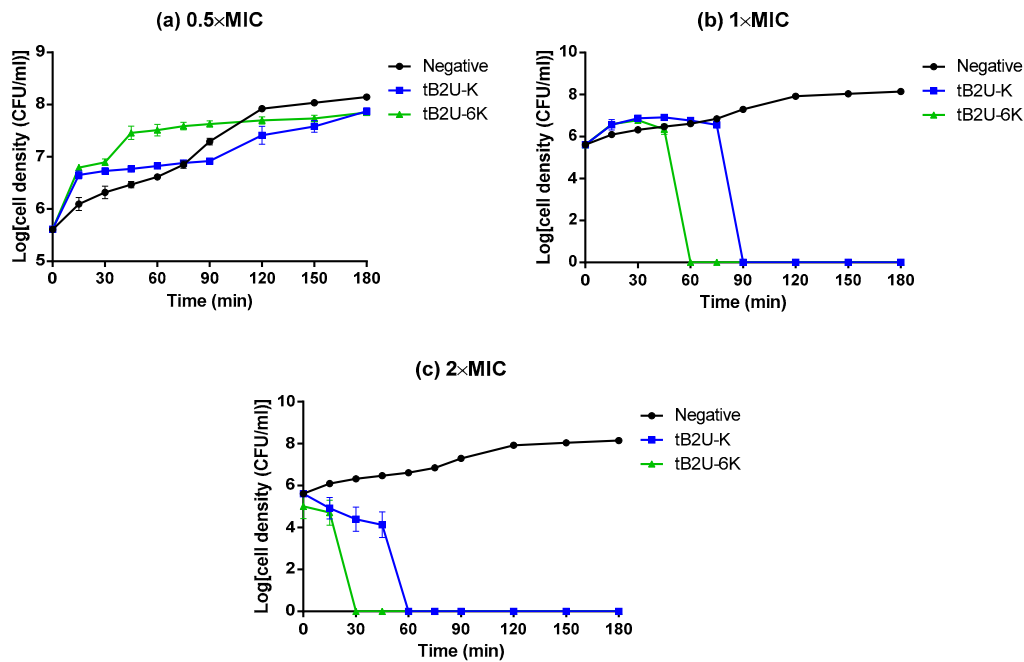 (a) 0.5×MIC
Log[cell density (CFU/ml)]
9
8
7
6
5
0 30 60 90 120 150 180
Time (min)
Negative
tB2U-K
tB2U-6K
(b) 1×MIC
Log[cell density (CFU/ml)]
10
8
6
4
2
0
0 30 60 90 120 150 180
Time (min)
Negative
tB2U-K
tB2U-6K
(c) 2×MIC
Log[cell density (CFU/ml)]
10
8
6
4
2
0
0 30 60 90 120 150 180
Time (min)
Negative
tB2U-K
tB2U-6K